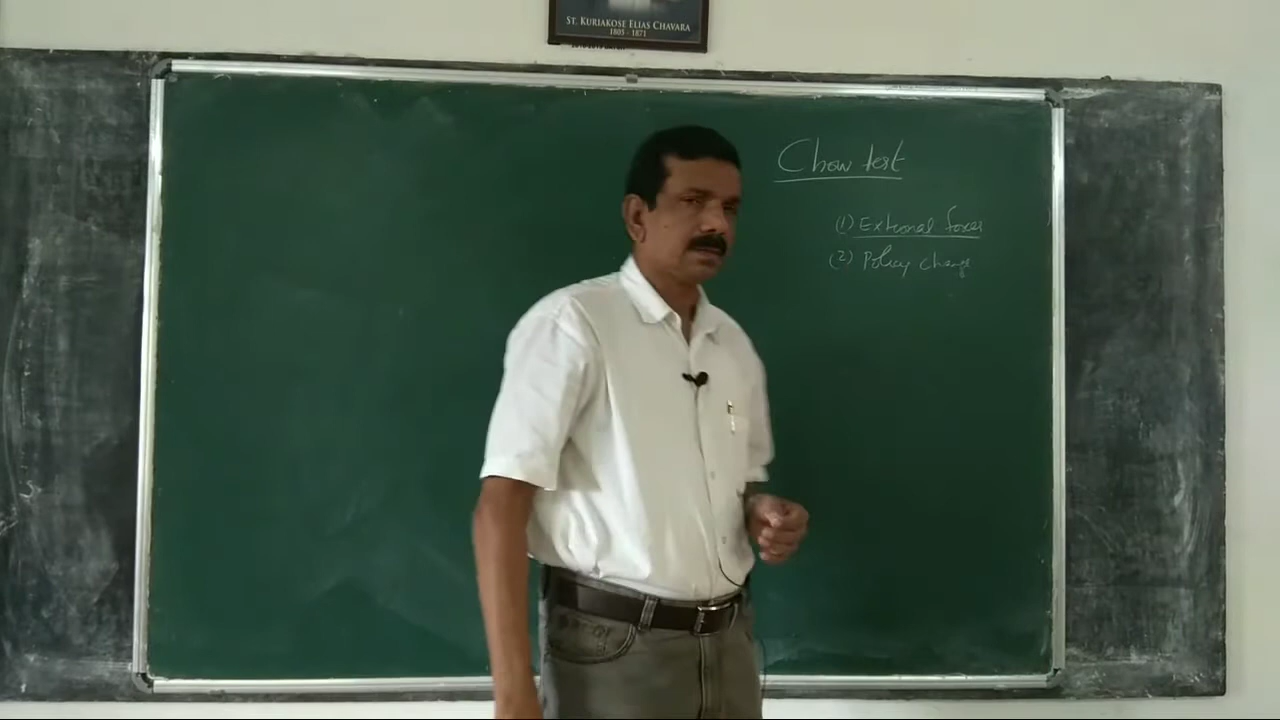 ST. KURIAKOSE ELIAS CHAVARA
1805 - 1871
Chow test
(1) External forces
(2) Policy change